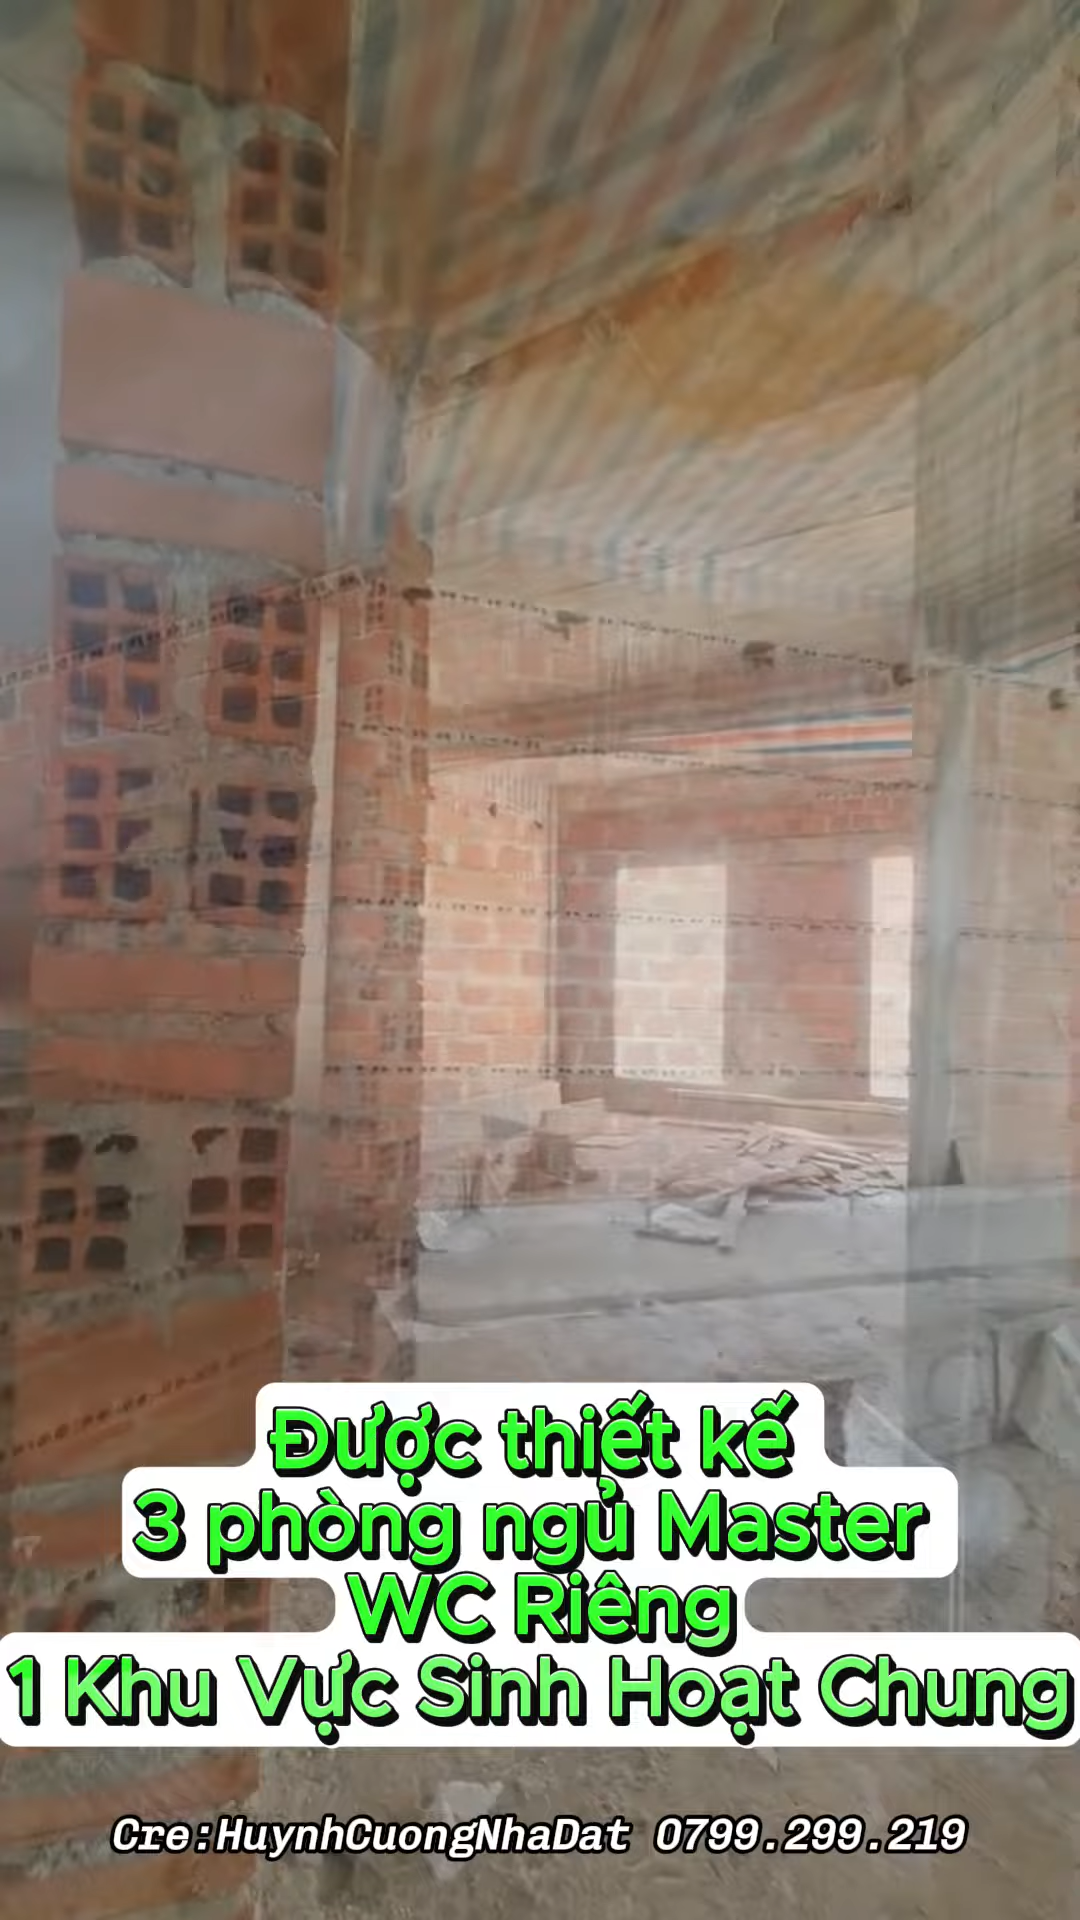 Được thiết kế
3 phòng ngủ Master
WC Riêng
1 Khu Vực Sinh Hoạt Chung
Cre:HuynhCuongNhaDat 0799.299.219